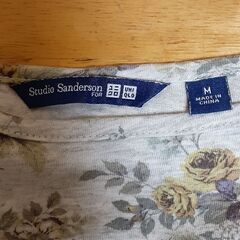 Studio Sanderson
FOR
ユニ
クロ
UNI
QLO
M
MADE IN
CHINA